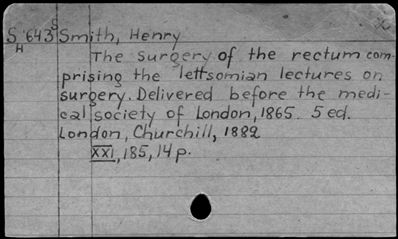 S 643 S Smith, Henry
H
The surgery of the rectum com-
prising the lettsomian lectures on
surgery. Delivered before the medi-
cal society of London, 1865. 5 ed.
London, Churchill, 1882
XXI, 185, 14 p.